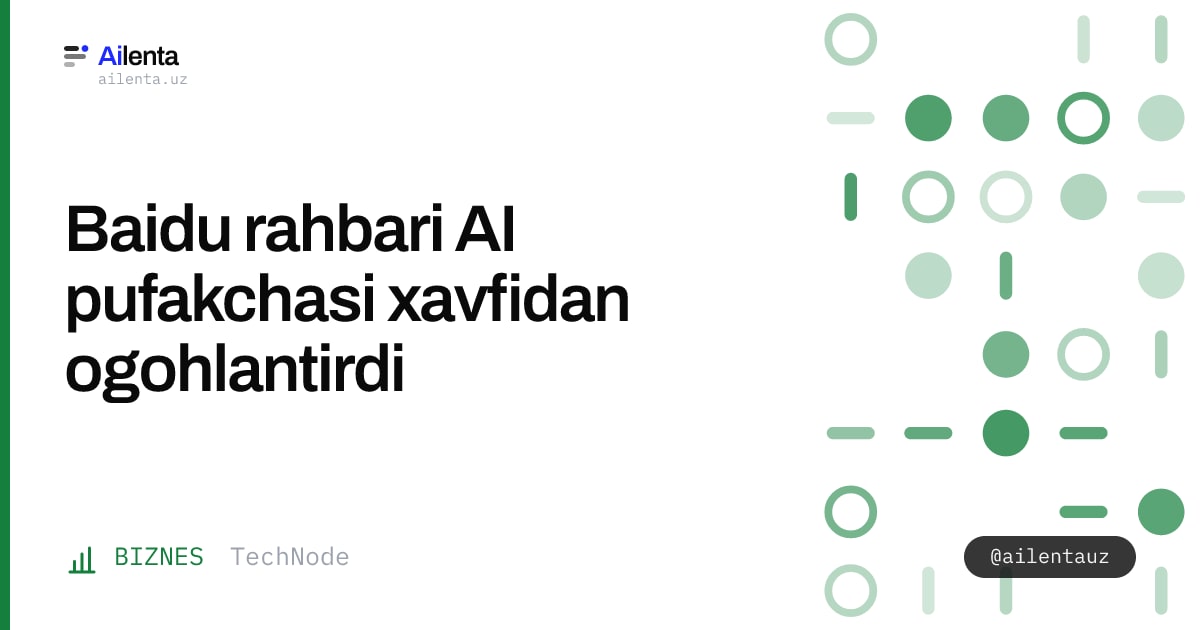 Ailenta
ailenta.uz
Baidu rahbari AI
pufakchasi xavfidan
ogohlantirdi
BIZNES TechNode
@ailentauz